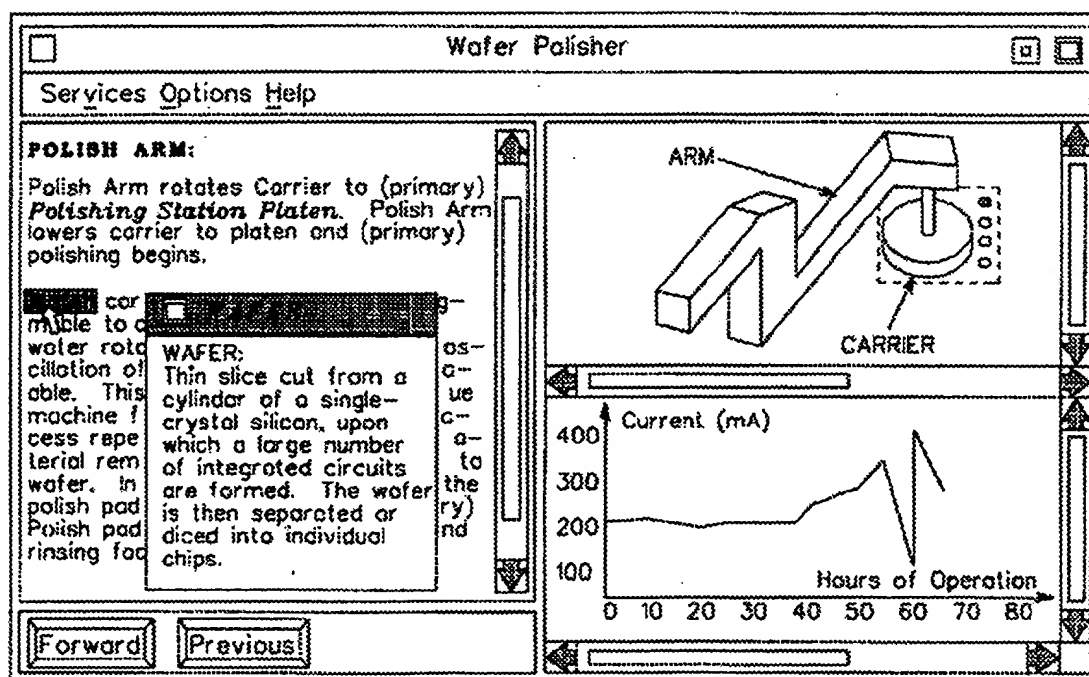 Wafer Polisher
Services Options Help
POLISH ARM:
Polish Arm rotates Carrier to (primary)
Polishing Station Platen. Polish Arm
lowers carrier to platen and (primary)
polishing begins.
car g-
mable to
wafer rota as-
cillation of a-
able. This ue
machine f c-
cess repe a-
terial rem to
wafer. In the
polish pad ry)
Polish pad nd
rinsing fac
WAFER:
Thin slice cut from a
cylindar of a single-
crystal silicon, upon
which a large number
of integrated circuits
are formed. The wafer
is then separated or
diced into individual
chips.
Forward Previous
ARM
CARRIER
Current (mA)
400
300
200
100
Hours of Operation
0 10 20 30 40 50 60 70 80